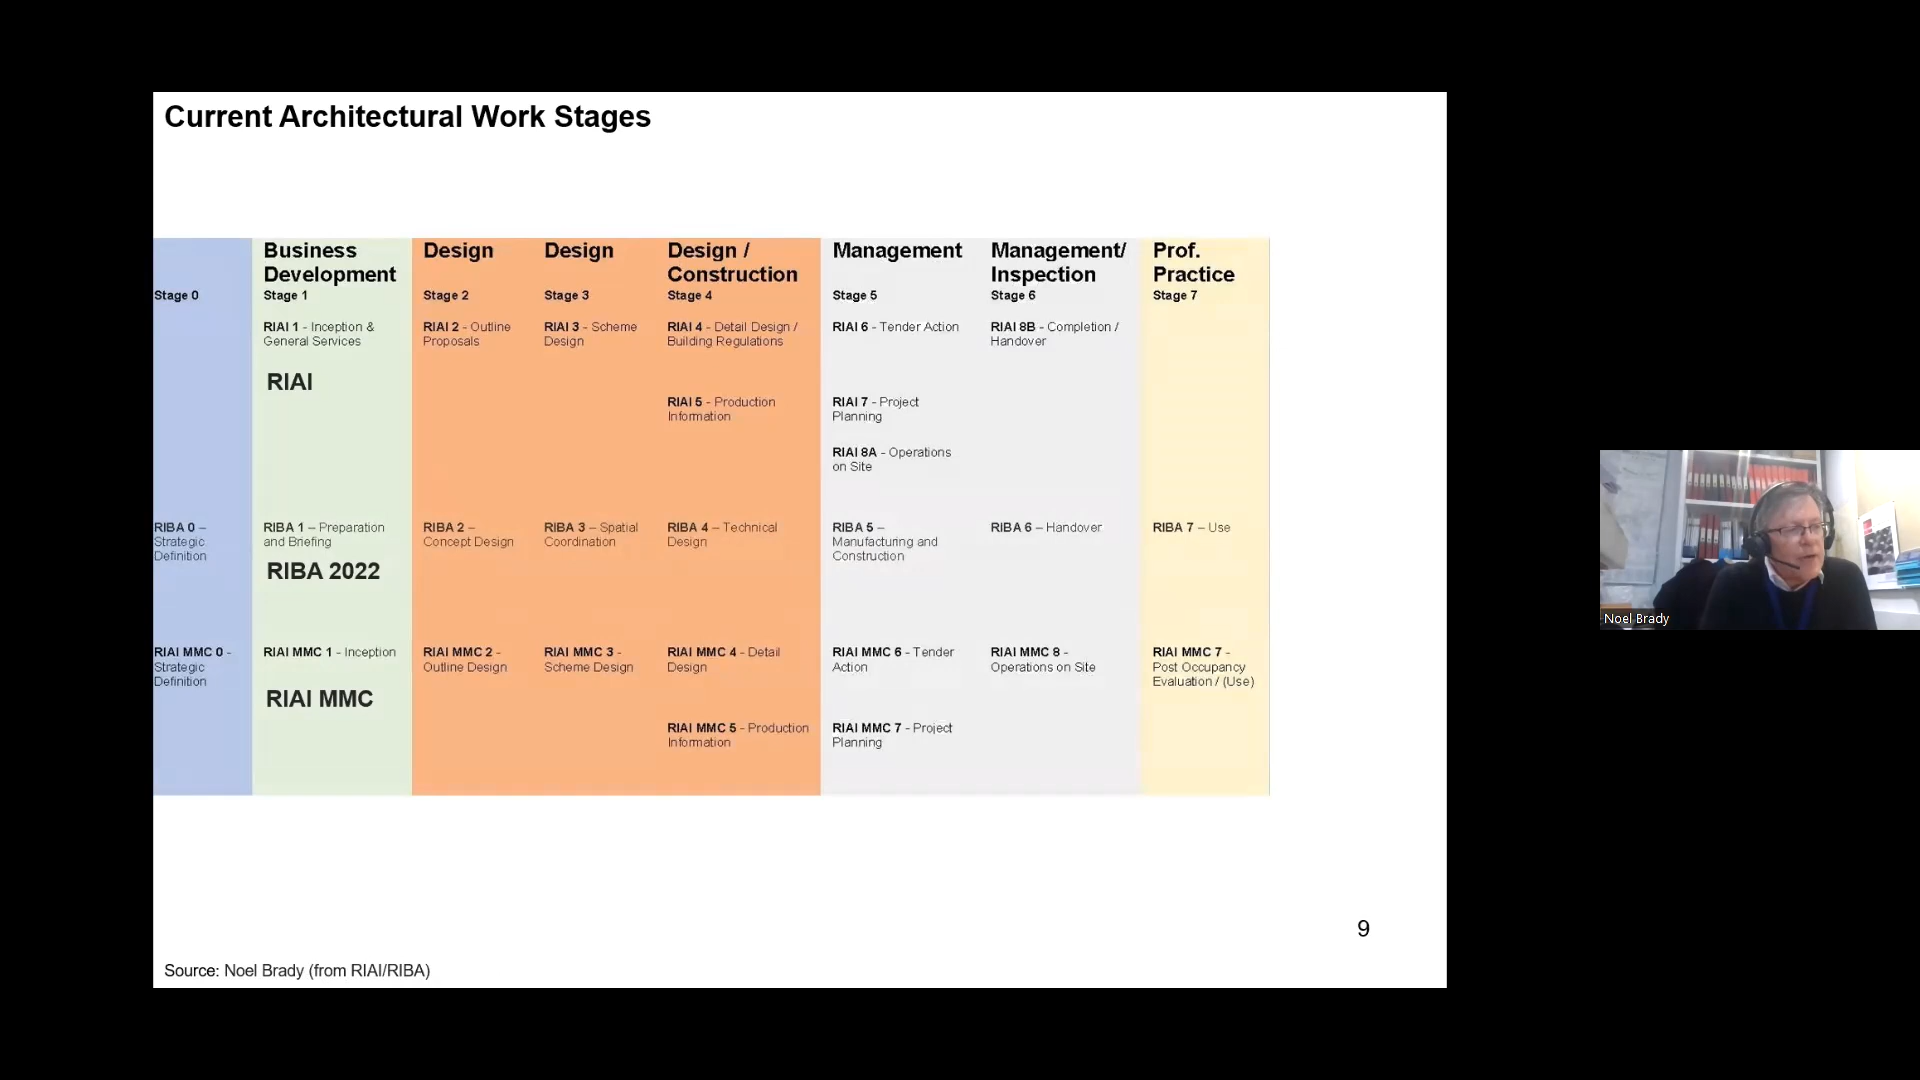 Current Architectural Work Stages
Business
Development
Design
Design
Design /
Construction
Management
Management/
Inspection
Prof.
Practice
Stage 0
Stage 1
Stage 2
Stage 3
Stage 4
Stage 5
Stage 6
Stage 7
RIAI 1 - Inception &
General Services
RIAI 2 - Outline
Proposals
RIAI 3 - Scheme
Design
RIAI 4 - Detail Design /
Building Regulations
RIAI 6 - Tender Action
RIAI 8B - Completion /
Handover
RIAI
RIAI 5 - Production
Information
RIAI 7 - Project
Planning
RIAI 8A - Operations
on Site
RIBA 0 –
Strategic
Definition
RIBA 1 – Preparation
and Briefing
RIBA 2 –
Concept Design
RIBA 3 – Spatial
Coordination
RIBA 4 – Technical
Design
RIBA 5 –
Manufacturing and
Construction
RIBA 6 – Handover
RIBA 7 – Use
RIBA 2022
RIAI MMC 0 -
Strategic
Definition
RIAI MMC 1 - Inception
RIAI MMC 2 -
Outline Design
RIAI MMC 3 -
Scheme Design
RIAI MMC 4 - Detail
Design
RIAI MMC 6 - Tender
Action
RIAI MMC 8 -
Operations on Site
RIAI MMC 7 -
Post Occupancy
Evaluation / (Use)
RIAI MMC
RIAI MMC 5 - Production
Information
RIAI MMC 7 - Project
Planning
9
Source: Noel Brady (from RIAI/RIBA)
Noel Brady